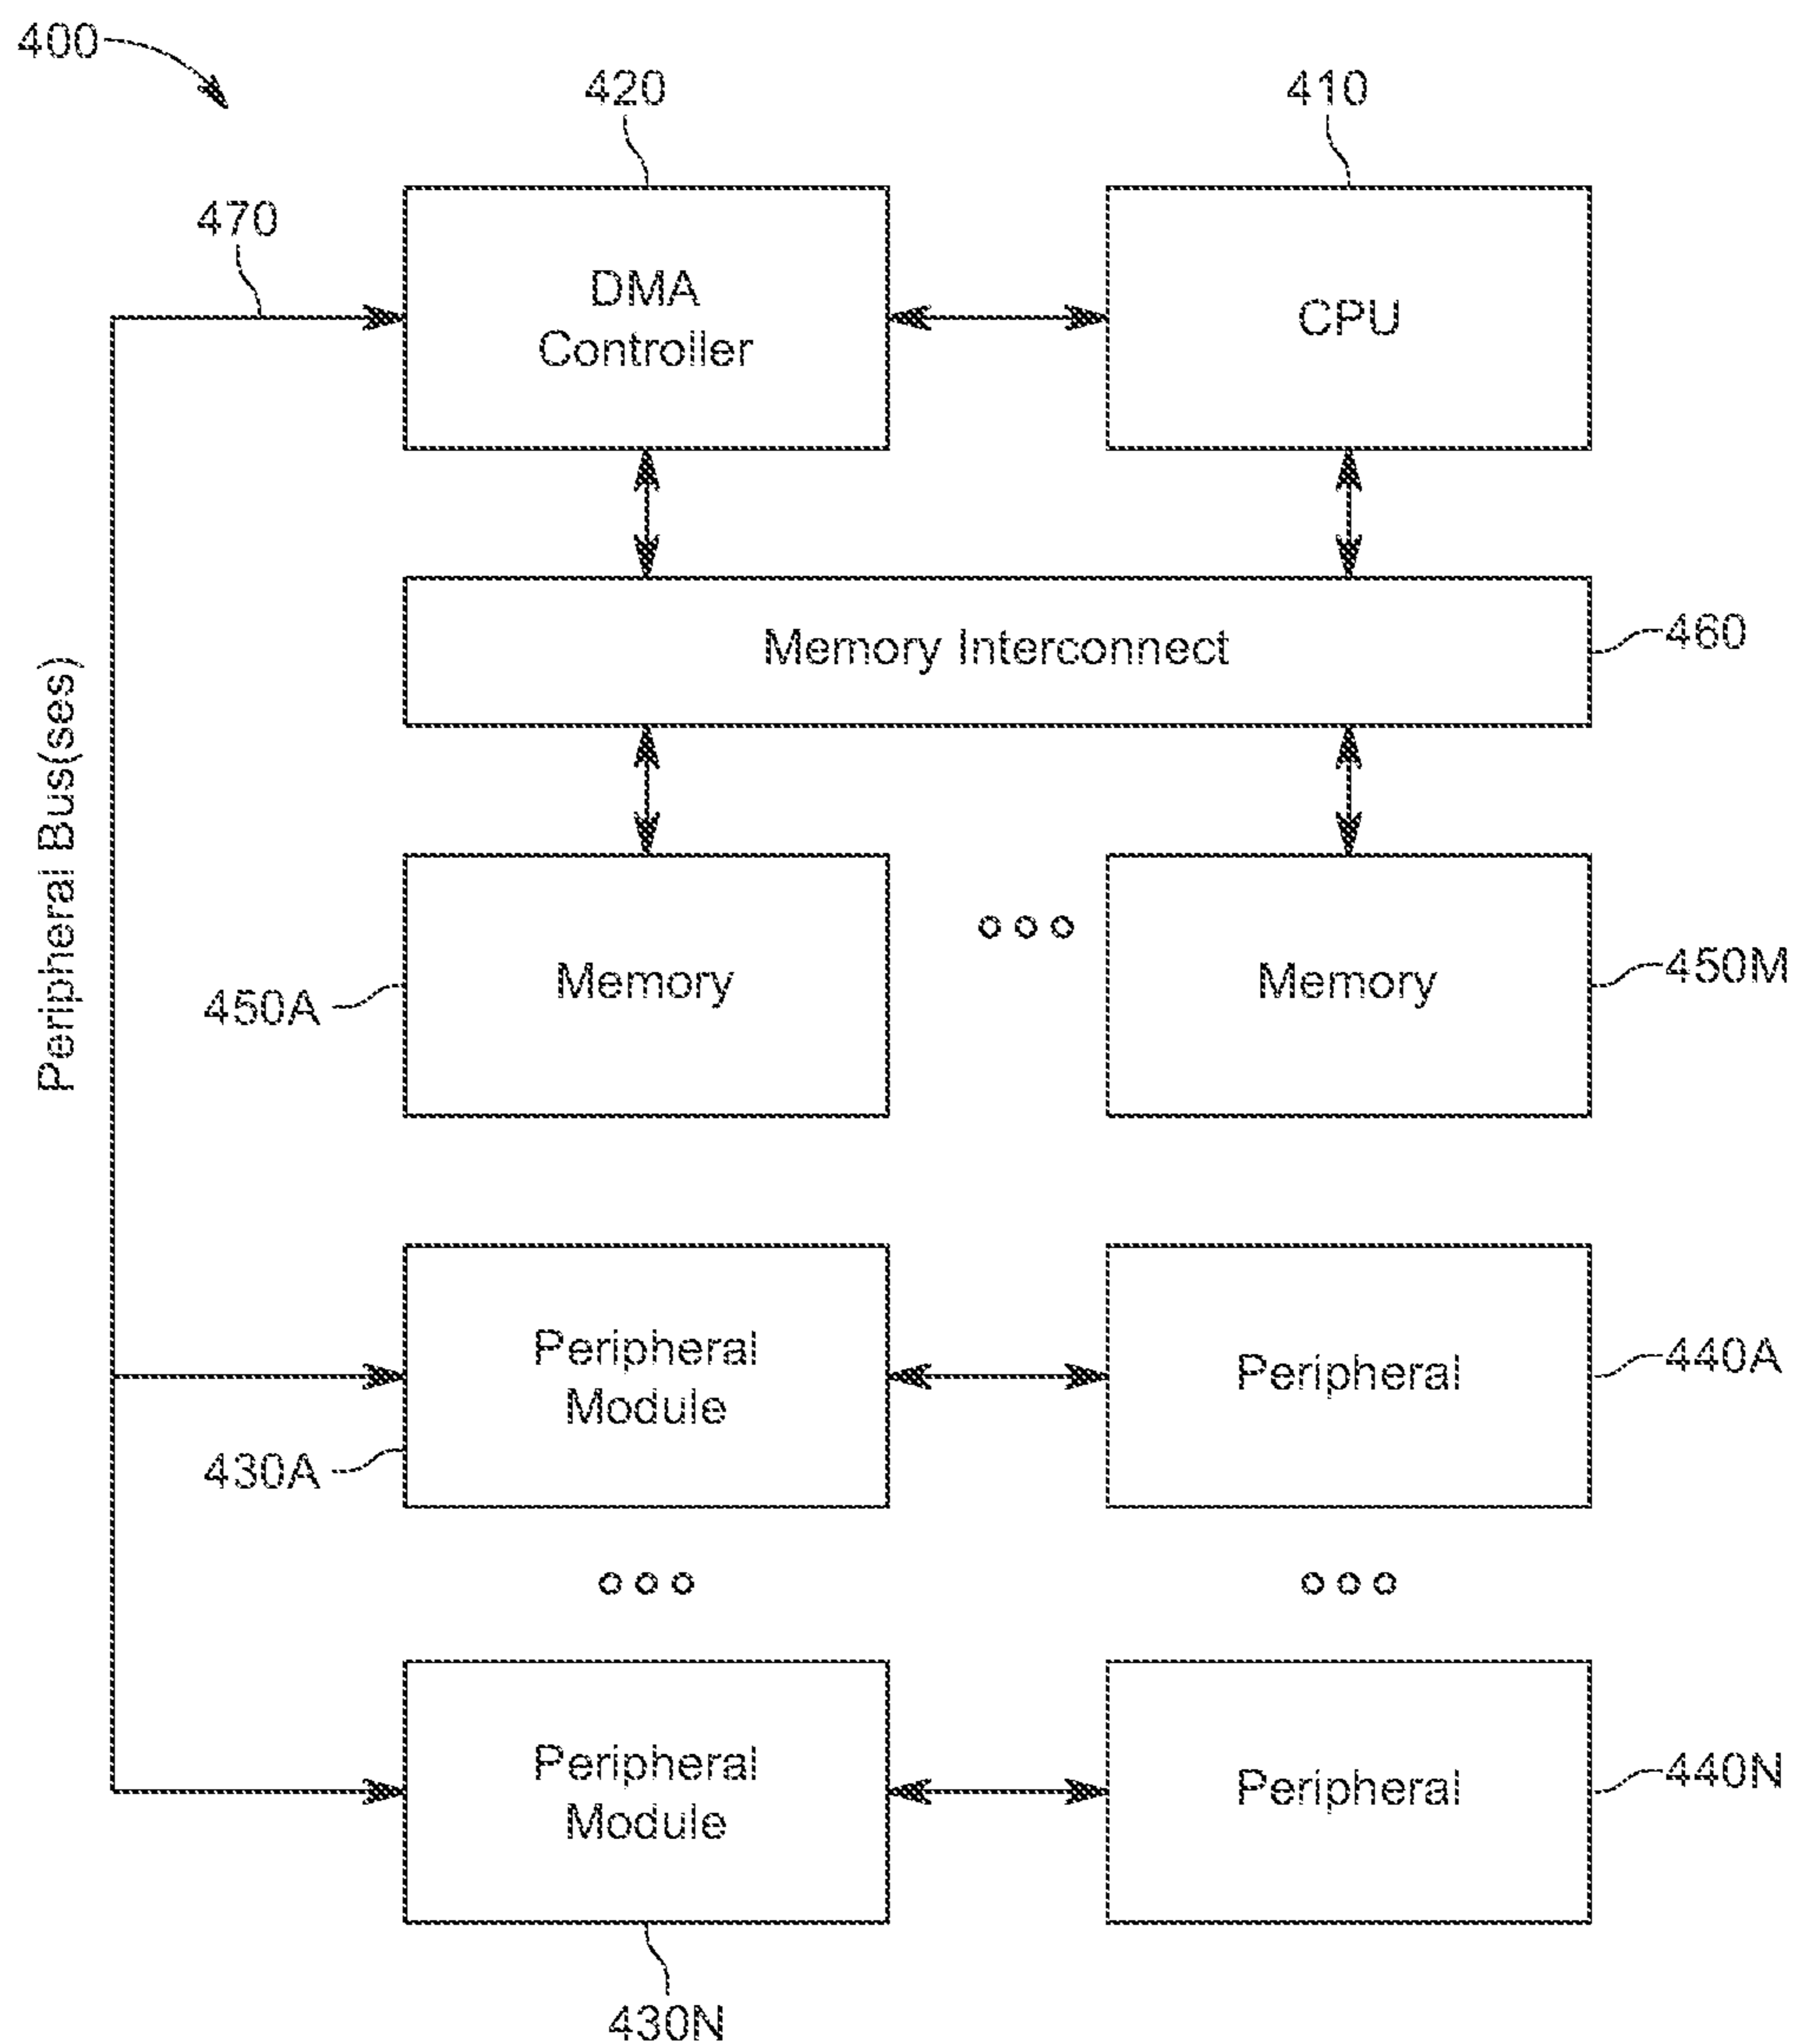 400
420
410
470
DMA
Controller
CPU
Memory Interconnect
460
Peripheral Bus(ses)
Memory
Memory
450A
450M
Peripheral
Module
Peripheral
430A
440A
Peripheral
Module
Peripheral
440N
430N